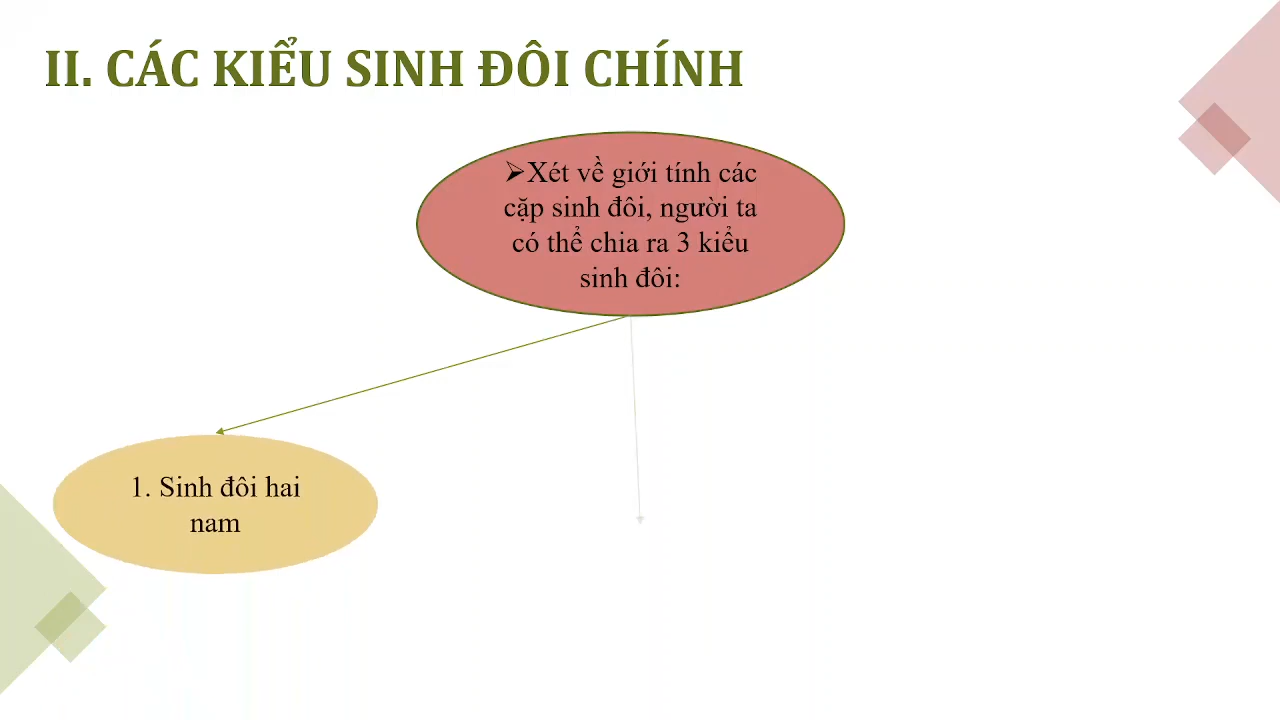 II. CÁC KIỂU SINH ĐÔI CHÍNH
➢Xét về giới tính các
cặp sinh đôi, người ta
có thể chia ra 3 kiểu
sinh đôi:
1. Sinh đôi hai
nam